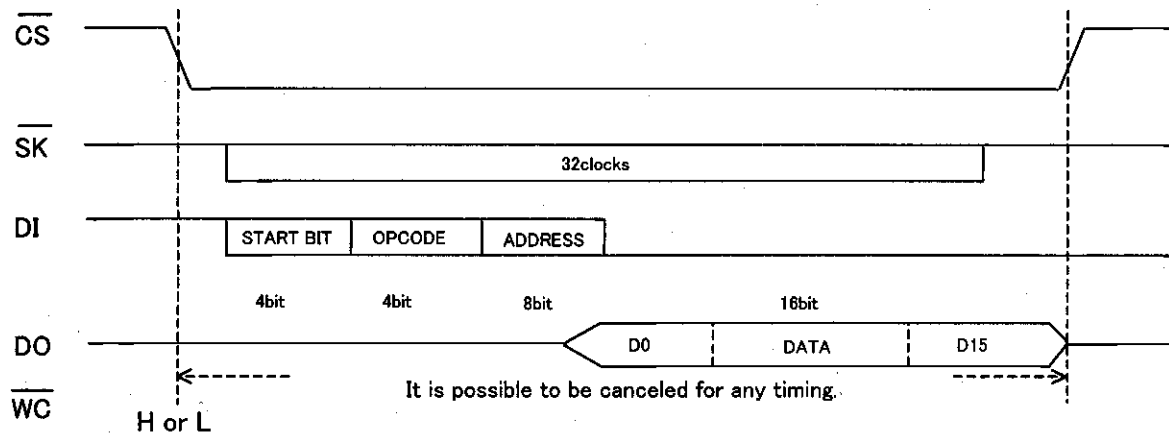 CS
SK
32clocks
DI
START BIT OPCODE ADDRESS
4bit 4bit 8bit 16bit
DO
D0 DATA D15
It is possible to be canceled for any timing.
WC
H or L